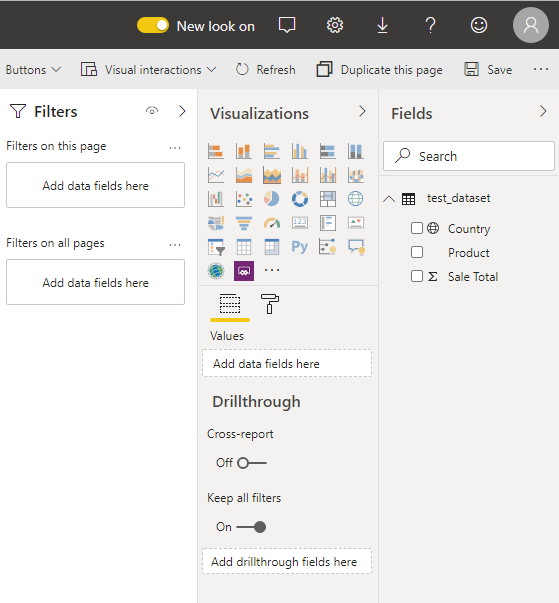 New look on
Buttons Visual interactions Refresh Duplicate this page Save ...
Filters
Filters on this page ...
Add data fields here
Filters on all pages ...
Add data fields here
Visualizations
123
R
Py
...
Values
Add data fields here
Drillthrough
Cross-report
Off
Keep all filters
On
Add drillthrough fields here
Fields
Search
test_dataset
Country
Product
Σ Sale Total